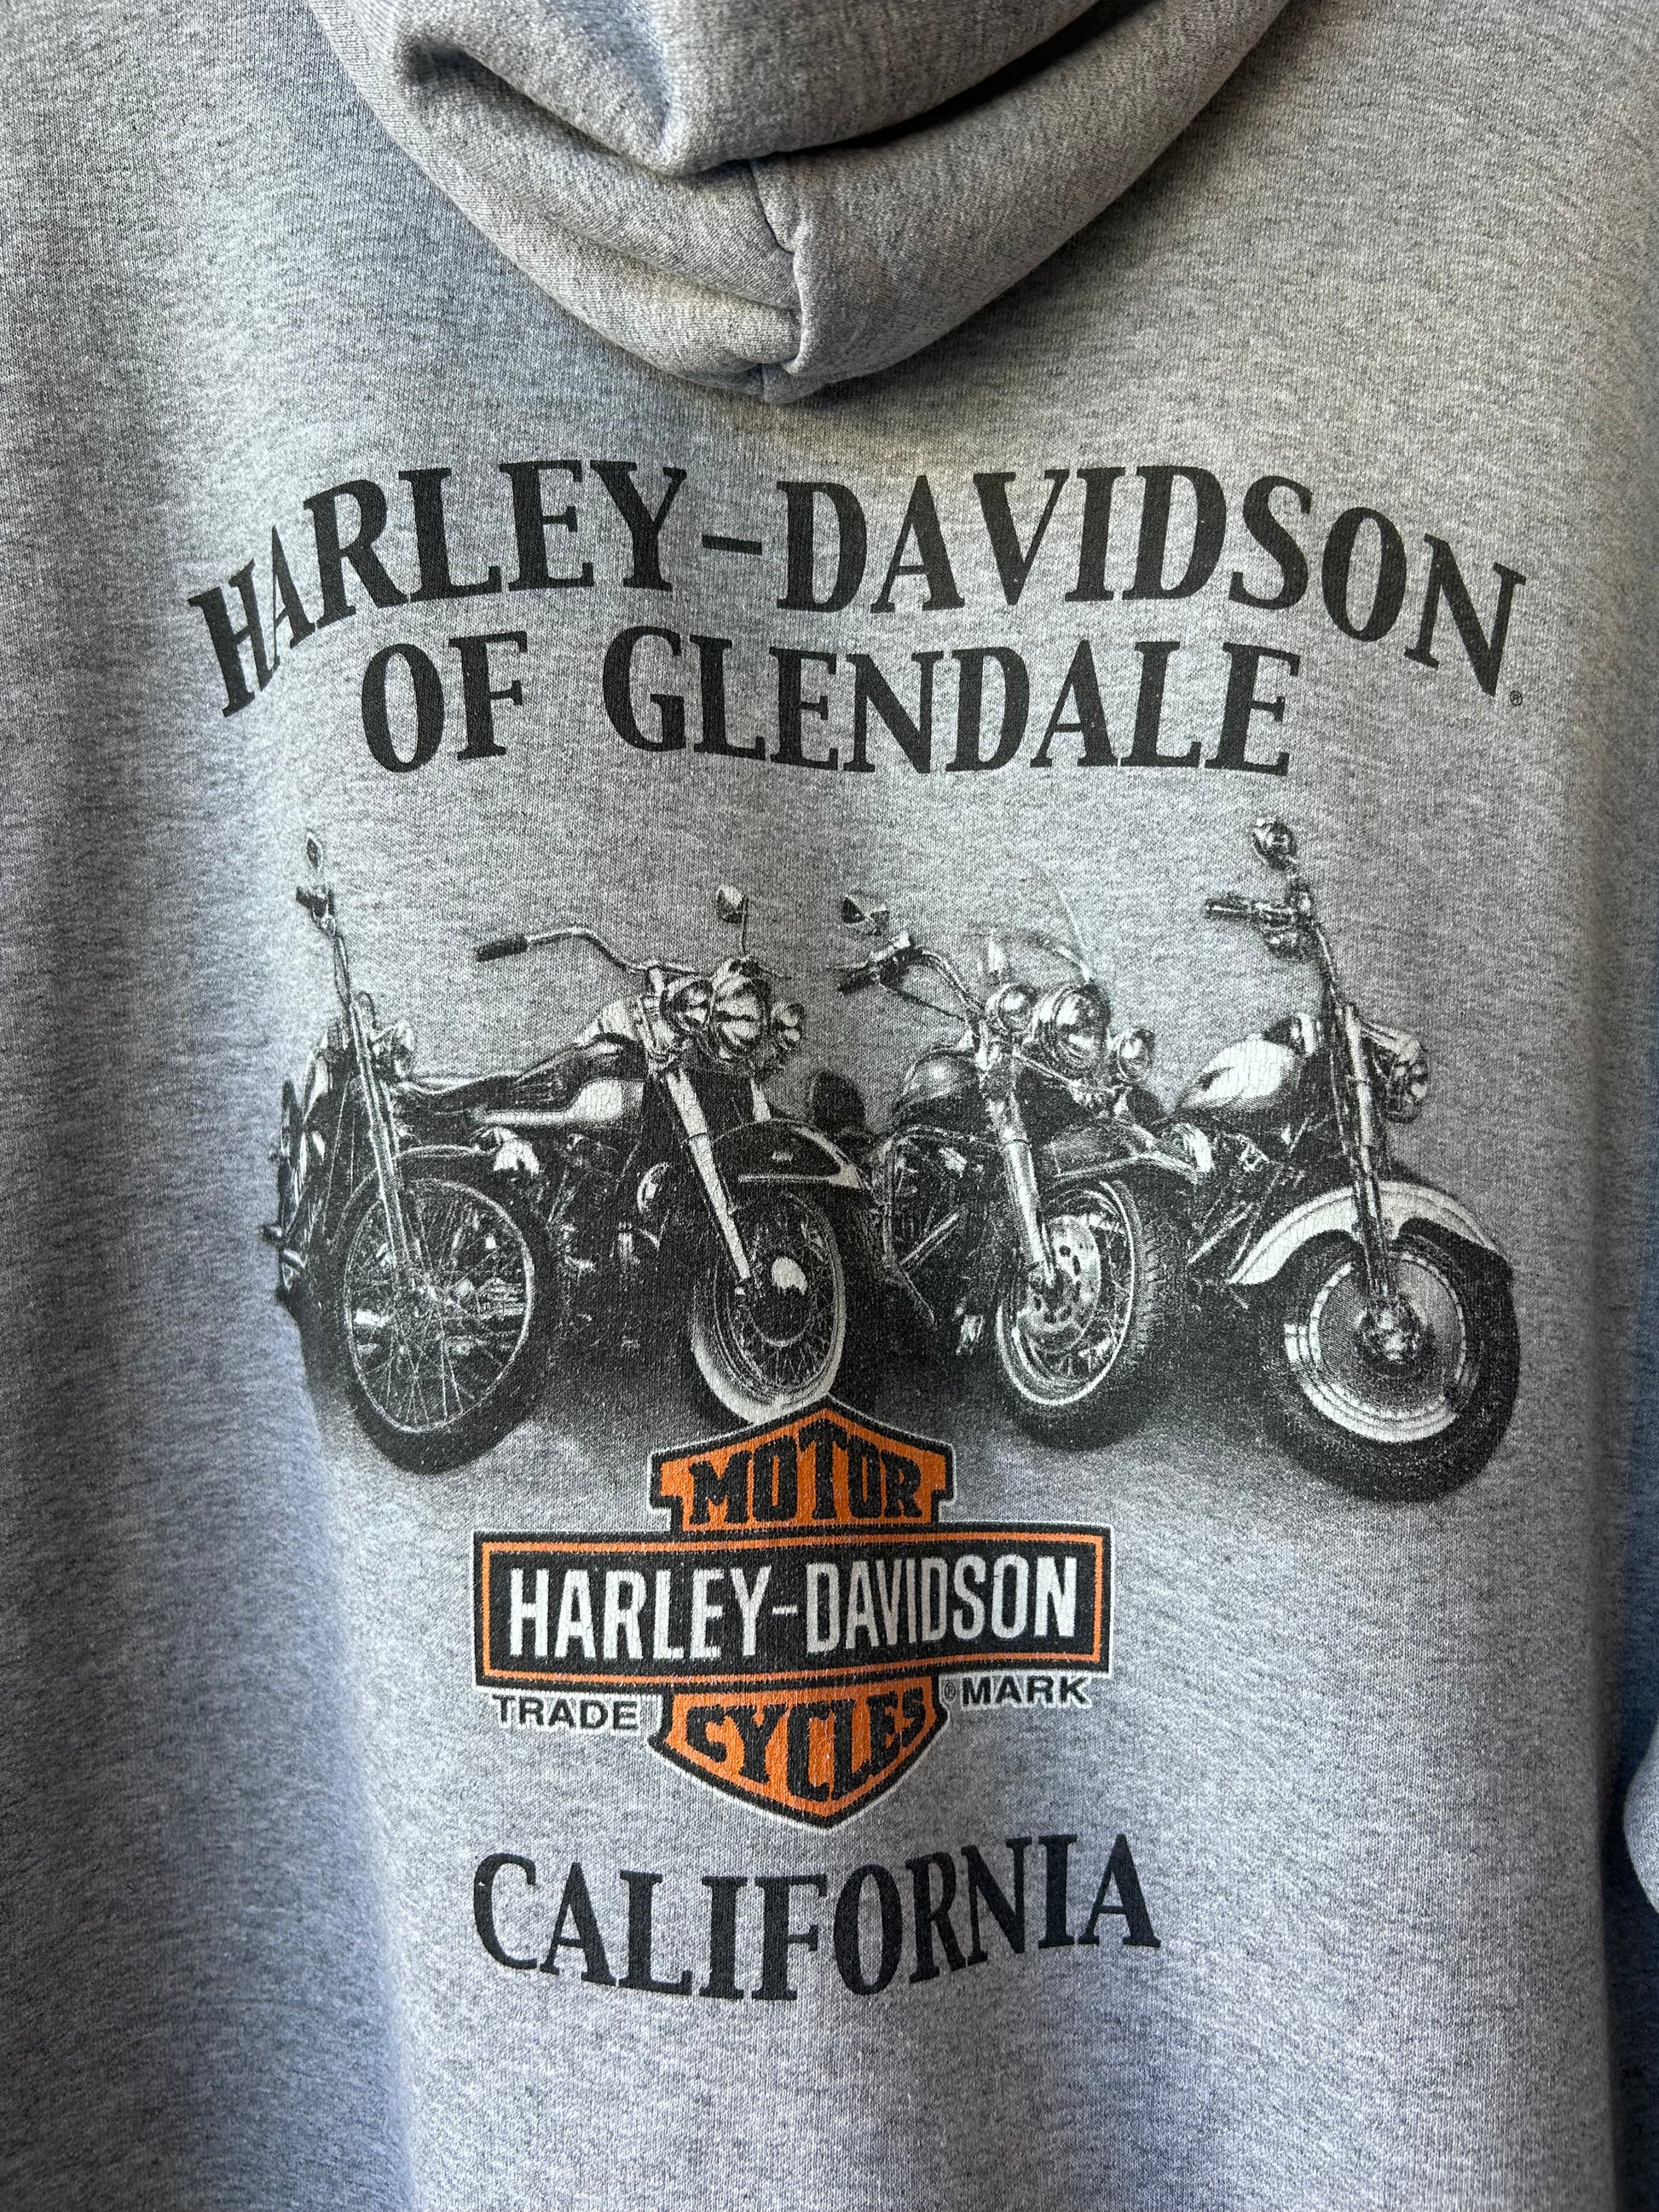 HARLEY-DAVIDSON®
OF GLENDALE
MOTOR
HARLEY-DAVIDSON
TRADE ®MARK
CYCLES
CALIFORNIA